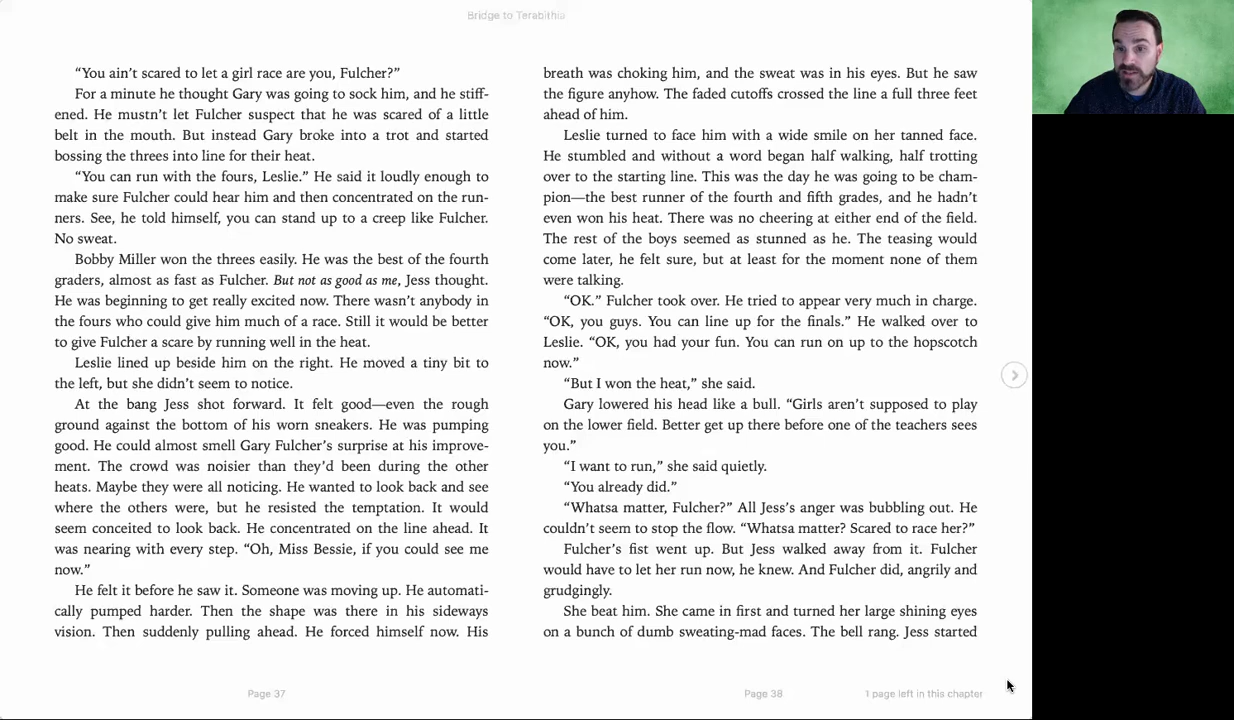 Bridge to Terabithia
“You ain’t scared to let a girl race are you, Fulcher?”
For a minute he thought Gary was going to sock him, and he stiff-
ened. He mustn’t let Fulcher suspect that he was scared of a little
belt in the mouth. But instead Gary broke into a trot and started
bossing the threes into line for their heat.
“You can run with the fours, Leslie.” He said it loudly enough to
make sure Fulcher could hear him and then concentrated on the run-
ners. See, he told himself, you can stand up to a creep like Fulcher.
No sweat.
Bobby Miller won the threes easily. He was the best of the fourth
graders, almost as fast as Fulcher. But not as good as me, Jess thought.
He was beginning to get really excited now. There wasn’t anybody in
the fours who could give him much of a race. Still it would be better
to give Fulcher a scare by running well in the heat.
Leslie lined up beside him on the right. He moved a tiny bit to
the left, but she didn’t seem to notice.
At the bang Jess shot forward. It felt good—even the rough
ground against the bottom of his worn sneakers. He was pumping
good. He could almost smell Gary Fulcher’s surprise at his improve-
ment. The crowd was noisier than they’d been during the other
heats. Maybe they were all noticing. He wanted to look back and see
where the others were, but he resisted the temptation. It would
seem conceited to look back. He concentrated on the line ahead. It
was nearing with every step. “Oh, Miss Bessie, if you could see me
now.”
He felt it before he saw it. Someone was moving up. He automati-
cally pumped harder. Then the shape was there in his sideways
vision. Then suddenly pulling ahead. He forced himself now. His
Page 37
breath was choking him, and the sweat was in his eyes. But he saw
the figure anyhow. The faded cutoffs crossed the line a full three feet
ahead of him.
Leslie turned to face him with a wide smile on her tanned face.
He stumbled and without a word began half walking, half trotting
over to the starting line. This was the day he was going to be cham-
pion—the best runner of the fourth and fifth grades, and he hadn’t
even won his heat. There was no cheering at either end of the field.
The rest of the boys seemed as stunned as he. The teasing would
come later, he felt sure, but at least for the moment none of them
were talking.
“OK.” Fulcher took over. He tried to appear very much in charge.
“OK, you guys. You can line up for the finals.” He walked over to
Leslie. “OK, you had your fun. You can run on up to the hopscotch
now.”
“But I won the heat,” she said.
Gary lowered his head like a bull. “Girls aren’t supposed to play
on the lower field. Better get up there before one of the teachers sees
you.”
“I want to run,” she said quietly.
“You already did.”
“Whatsa matter, Fulcher?” All Jess’s anger was bubbling out. He
couldn’t seem to stop the flow. “Whatsa matter? Scared to race her?”
Fulcher’s fist went up. But Jess walked away from it. Fulcher
would have to let her run now, he knew. And Fulcher did, angrily and
grudgingly.
She beat him. She came in first and turned her large shining eyes
on a bunch of dumb sweating-mad faces. The bell rang. Jess started
Page 38
1 page left in this chapter